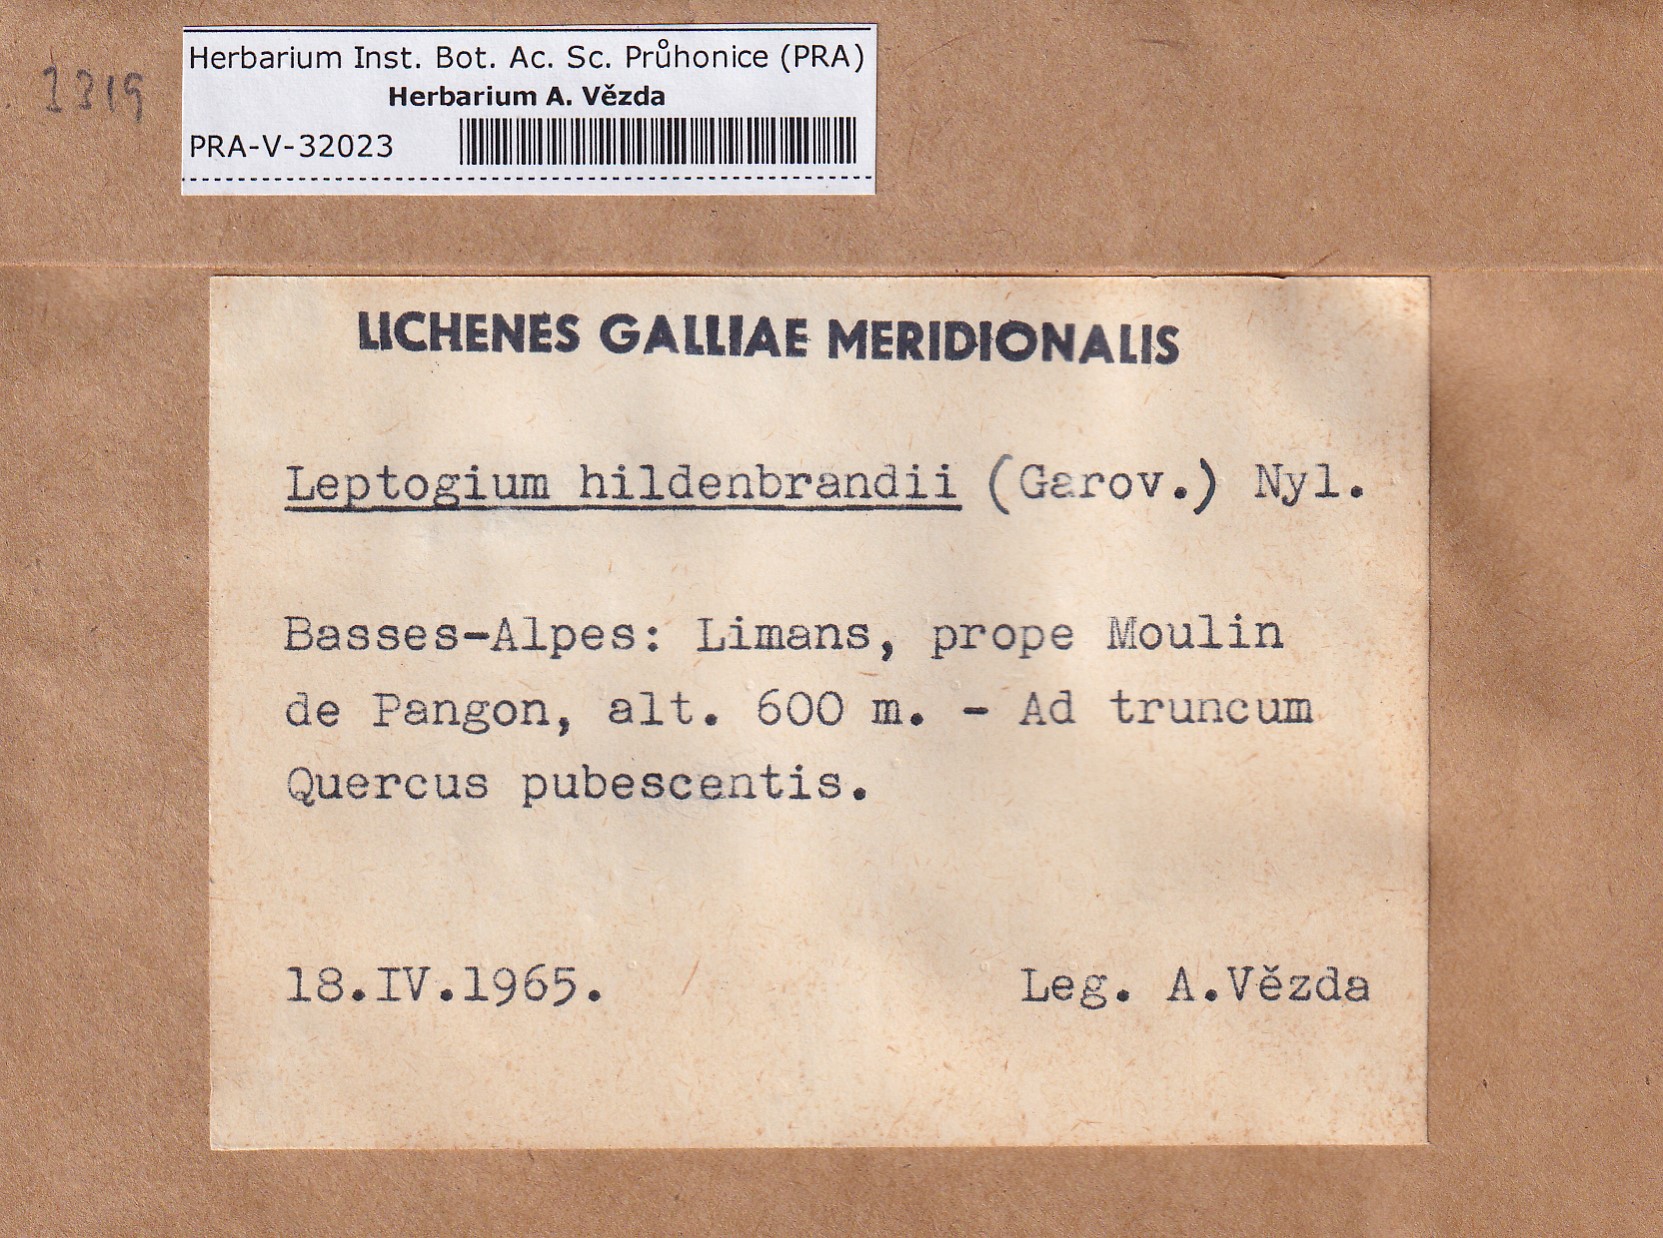 1319
Herbarium Inst. Bot. Ac. Sc. Průhonice (PRA)
Herbarium A. Vězda
PRA-V-32023
LICHENES GALLIAE MERIDIONALIS
Leptogium hildenbrandii (Garov.) Nyl.
Basses-Alpes: Limans, prope Moulin
de Pangon, alt. 600 m. - Ad truncum
Quercus pubescentis.
18.IV.1965. Leg. A.Vězda